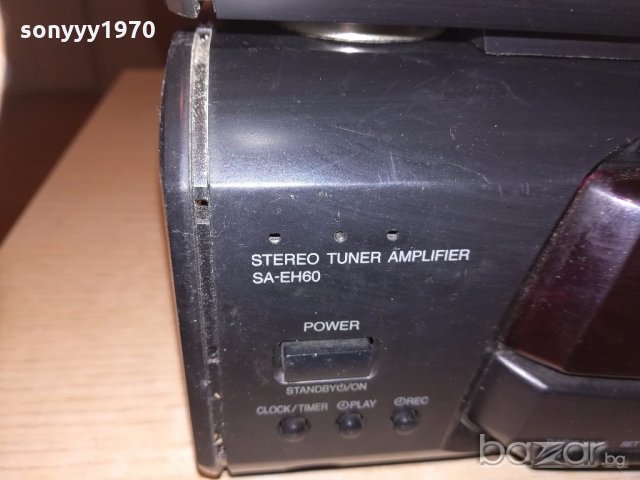 sonyyy1970
STEREO TUNER AMPLIFIER
SA-EH60
POWER
STANDBY⏻/ON
CLOCK/TIMER ⏲PLAY ⏲REC
bazar.bg